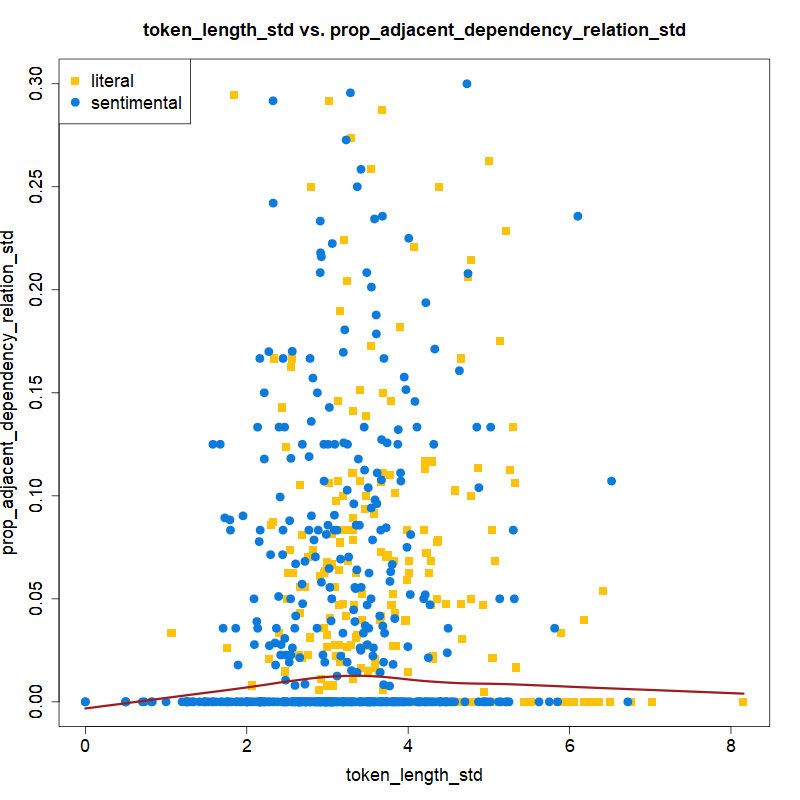 token_length_std vs. prop_adjacent_dependency_relation_std
literal
sentimental
prop_adjacent_dependency_relation_std
0.30
0.25
0.20
0.15
0.10
0.05
0.00
0 2 4 6 8
token_length_std